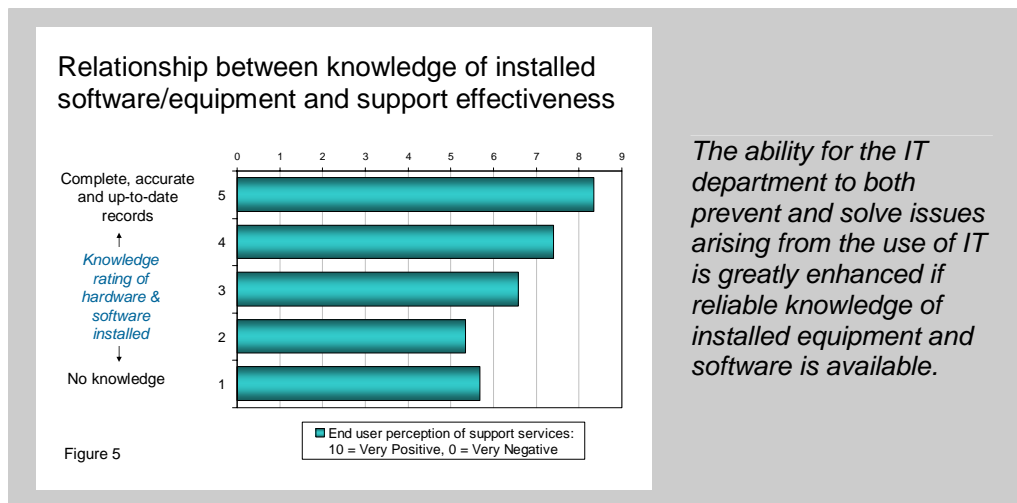 Relationship between knowledge of installed
software/equipment and support effectiveness
0 1 2 3 4 5 6 7 8 9
Complete, accurate
and up-to-date
records
Knowledge
rating of
hardware &
software
installed
No knowledge
5
4
3
2
1
End user perception of support services:
10 = Very Positive, 0 = Very Negative
Figure 5
The ability for the IT
department to both
prevent and solve issues
arising from the use of IT
is greatly enhanced if
reliable knowledge of
installed equipment and
software is available.